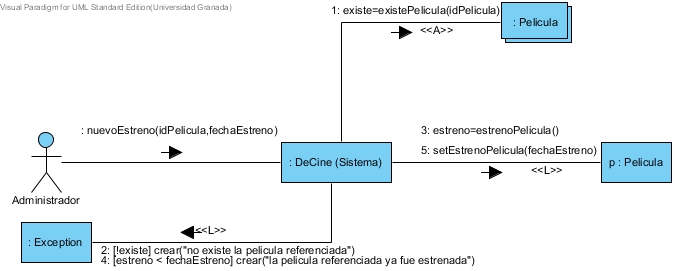 Visual Paradigm for UML Standard Edition(Universidad Granada)
1: existe=existePelicula(idPelicula)
<<A>>
: Pelicula
: nuevoEstreno(idPelicula,fechaEstreno)
3: estreno=estrenoPelicula()
5: setEstrenoPelicula(fechaEstreno)
<<L>>
: DeCine (Sistema)
p : Pelicula
Administrador
<<L>>
: Exception
2: [!existe] crear("no existe la pelicula referenciada")
4: [estreno < fechaEstreno] crear("la pelicula referenciada ya fue estrenada")